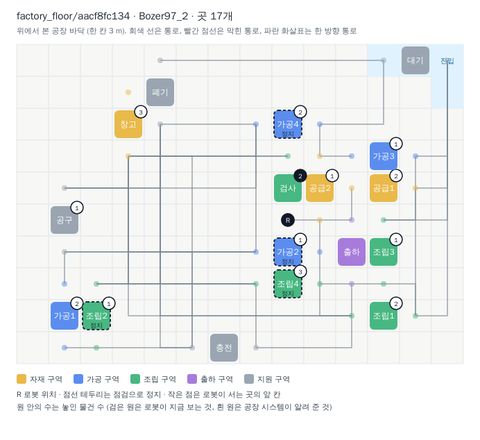 factory_floor/aacf8fc134 · Bozer97_2 · 곳 17개
위에서 본 공장 바닥 (한 칸 3 m). 회색 선은 통로, 빨간 점선은 막힌 통로, 파란 화살표는 한 방향 통로
대기
진입
폐기
창고 3
가공4 2
정지
가공3 1
검사 2
공급2 1
공급1 2
공구 1
R
가공2 1
정지
출하
조립3 1
조립4 3
정지
가공1 2
조립2 1
정지
조립1 2
충전
자재 구역
가공 구역
조립 구역
출하 구역
지원 구역
R 로봇 위치 · 점선 테두리는 점검으로 정지 · 작은 점은 로봇이 서는 곳의 앞 칸
원 안의 수는 놓인 물건 수 (검은 원은 로봇이 지금 보는 것, 흰 원은 공장 시스템이 알려 준 것)